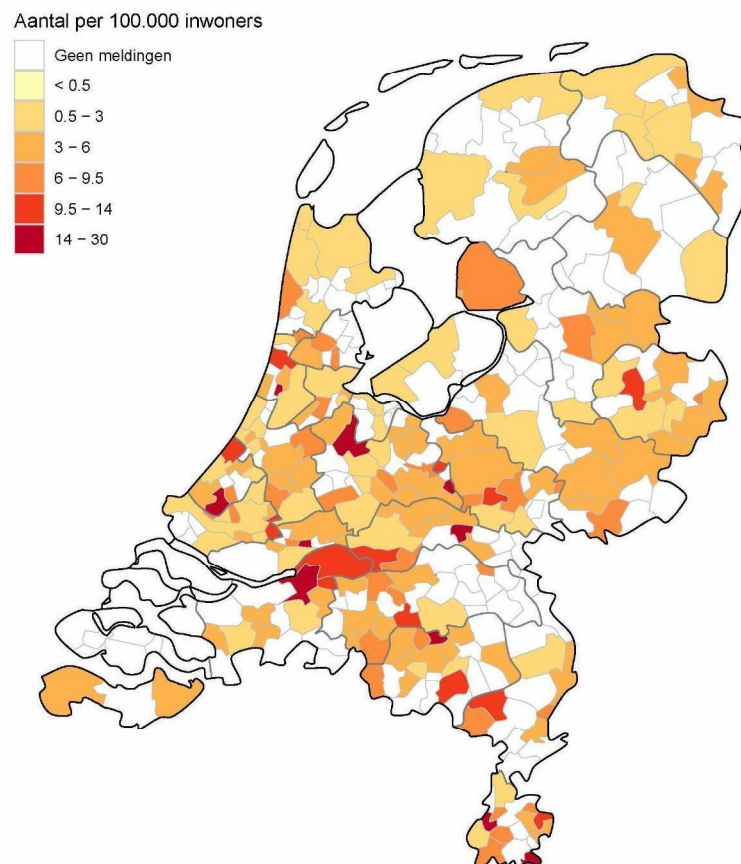 Aantal per 100.000 inwoners
Geen meldingen
< 0.5
0.5 – 3
3 – 6
6 – 9.5
9.5 – 14
14 – 30